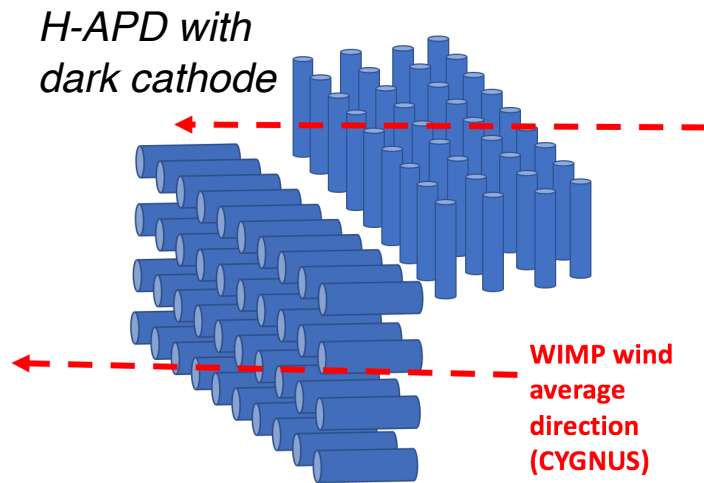 H-APD with
dark cathode
WIMP wind
average
direction
(CYGNUS)